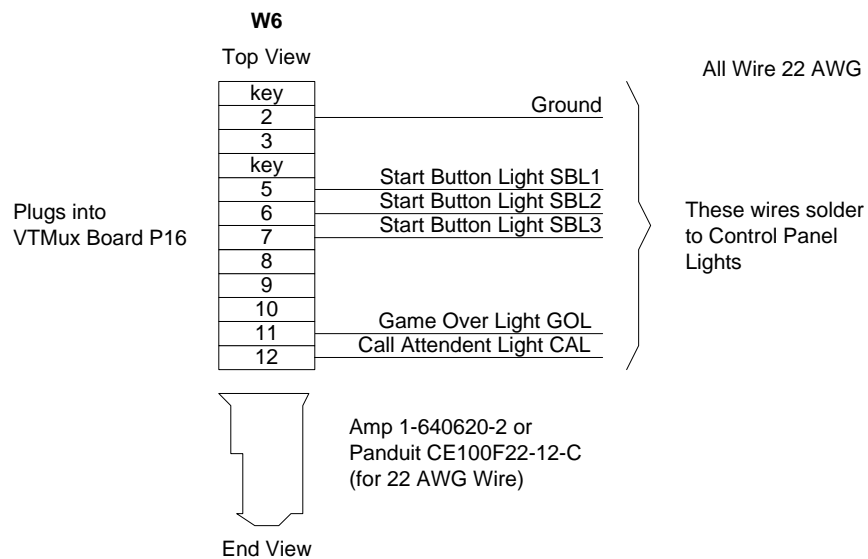 W6
Top View
All Wire 22 AWG
key
2
Ground
3
key
5
Start Button Light SBL1
6
Start Button Light SBL2
7
Start Button Light SBL3
8
9
10
11
Game Over Light GOL
12
Call Attendent Light CAL
Plugs into
VTMux Board P16
These wires solder
to Control Panel
Lights
Amp 1-640620-2 or
Panduit CE100F22-12-C
(for 22 AWG Wire)
End View